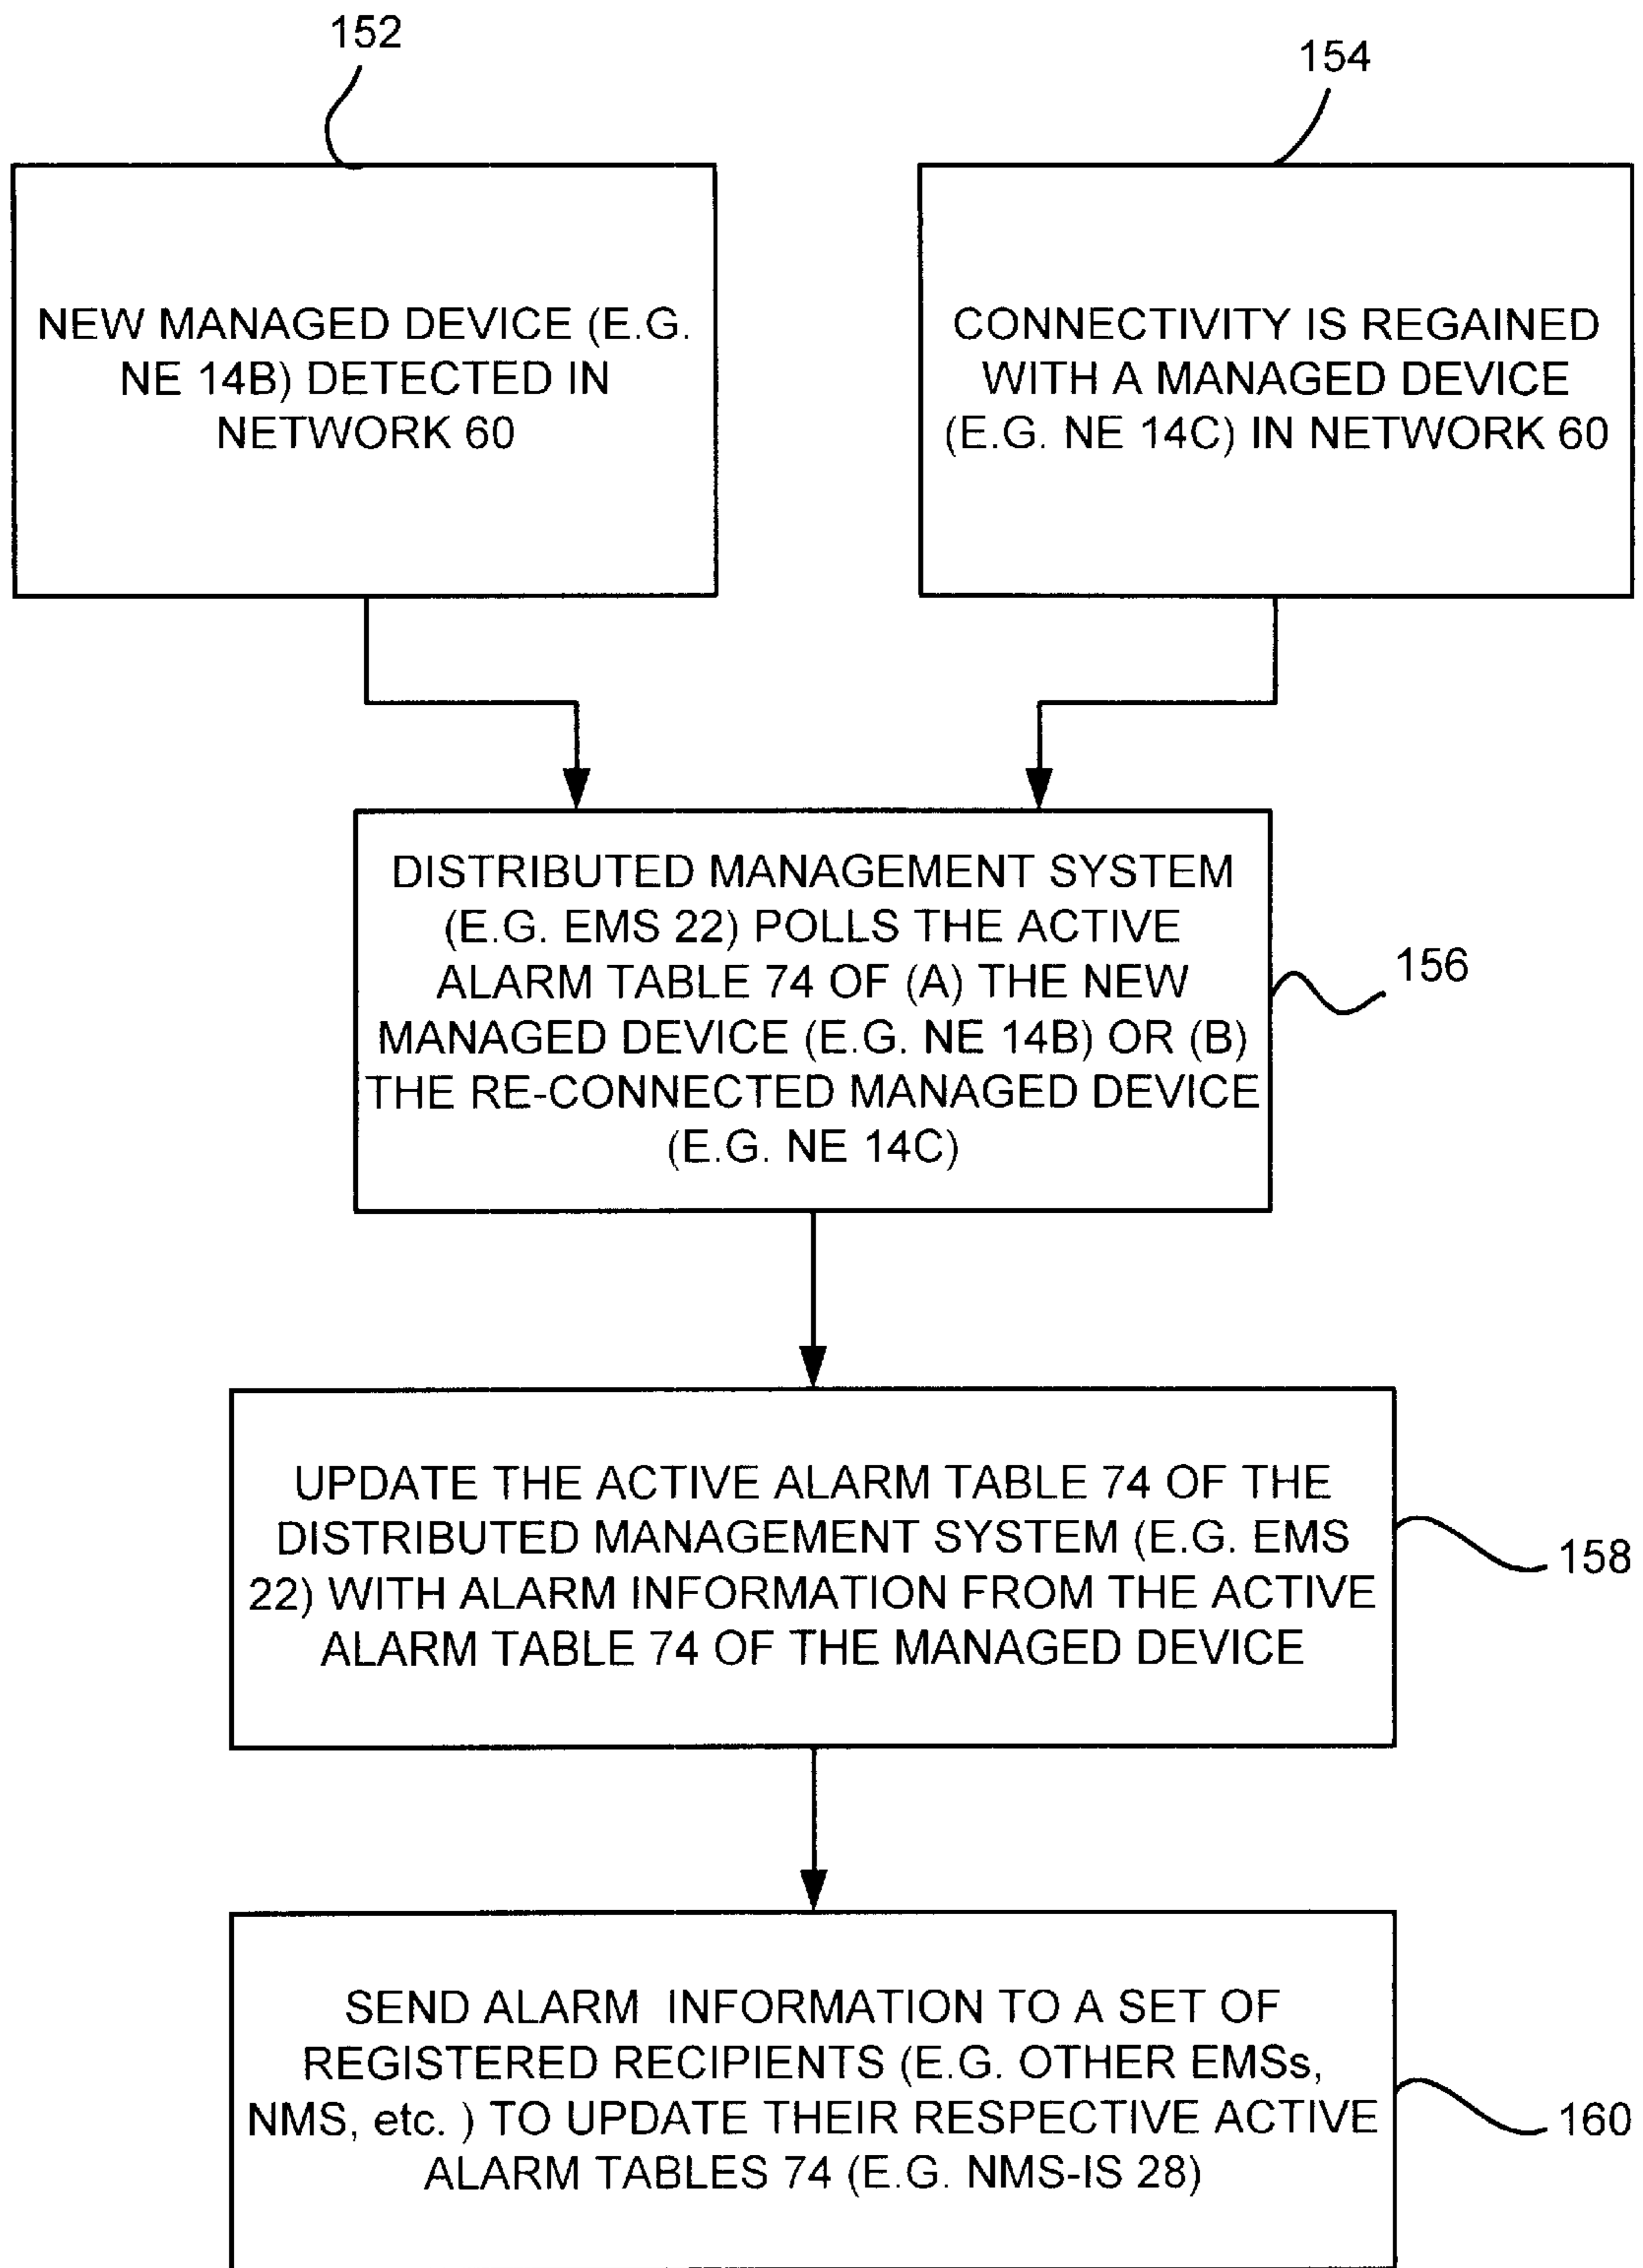 152
154
NEW MANAGED DEVICE (E.G.
NE 14B) DETECTED IN
NETWORK 60
CONNECTIVITY IS REGAINED
WITH A MANAGED DEVICE
(E.G. NE 14C) IN NETWORK 60
DISTRIBUTED MANAGEMENT SYSTEM
(E.G. EMS 22) POLLS THE ACTIVE
ALARM TABLE 74 OF (A) THE NEW
MANAGED DEVICE (E.G. NE 14B) OR (B)
THE RE-CONNECTED MANAGED DEVICE
(E.G. NE 14C)
156
UPDATE THE ACTIVE ALARM TABLE 74 OF THE
DISTRIBUTED MANAGEMENT SYSTEM (E.G. EMS
22) WITH ALARM INFORMATION FROM THE ACTIVE
ALARM TABLE 74 OF THE MANAGED DEVICE
158
SEND ALARM INFORMATION TO A SET OF
REGISTERED RECIPIENTS (E.G. OTHER EMSs,
NMS, etc. ) TO UPDATE THEIR RESPECTIVE ACTIVE
ALARM TABLES 74 (E.G. NMS-IS 28)
160